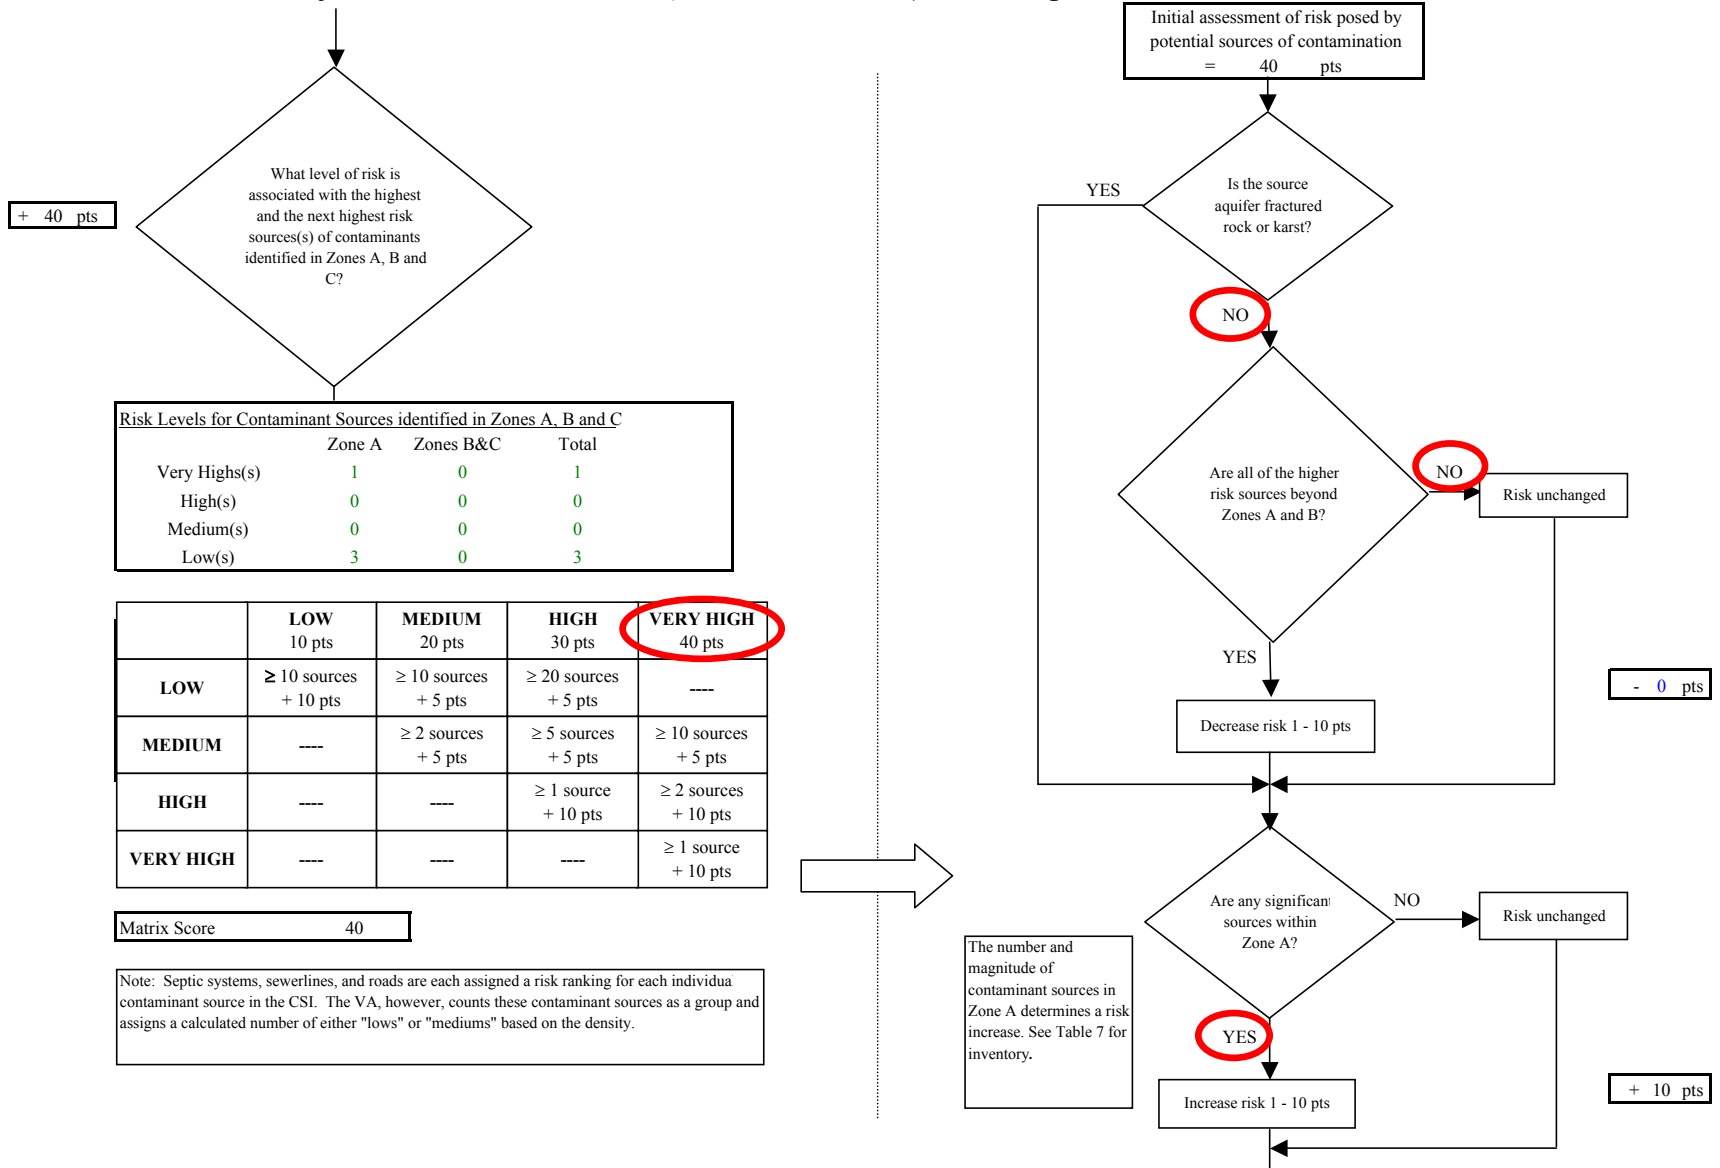 What level of risk is
associated with the highest
and the next highest risk
sources(s) of contaminants
identified in Zones A, B and
C?
+ 40 pts
Risk Levels for Contaminant Sources identified in Zones A, B and C
Zone A Zones B&C Total
Very Highs(s) 1 0 1
High(s) 0 0 0
Medium(s) 0 0 0
Low(s) 3 0 3
LOW MEDIUM HIGH VERY HIGH
10 pts 20 pts 30 pts 40 pts
LOW ≥ 10 sources + 10 pts ≥ 10 sources + 5 pts ≥ 20 sources + 5 pts ----
MEDIUM ---- ≥ 2 sources + 5 pts ≥ 5 sources + 5 pts ≥ 10 sources + 5 pts
HIGH ---- ---- ≥ 1 source + 10 pts ≥ 2 sources + 10 pts
VERY HIGH ---- ---- ---- ≥ 1 source + 10 pts
Matrix Score 40
Note: Septic systems, sewerlines, and roads are each assigned a risk ranking for each individua
contaminant source in the CSI. The VA, however, counts these contaminant sources as a group and
assigns a calculated number of either "lows" or "mediums" based on the density.
Initial assessment of risk posed by
potential sources of contamination
= 40 pts
Is the source
aquifer fractured
rock or karst?
YES
NO
Are all of the higher
risk sources beyond
Zones A and B?
NO
Risk unchanged
YES
Decrease risk 1 - 10 pts
- 0 pts
Are any significant
sources within
Zone A?
NO
Risk unchanged
The number and
magnitude of
contaminant sources in
Zone A determines a risk
increase. See Table 7 for
inventory.
YES
Increase risk 1 - 10 pts
+ 10 pts